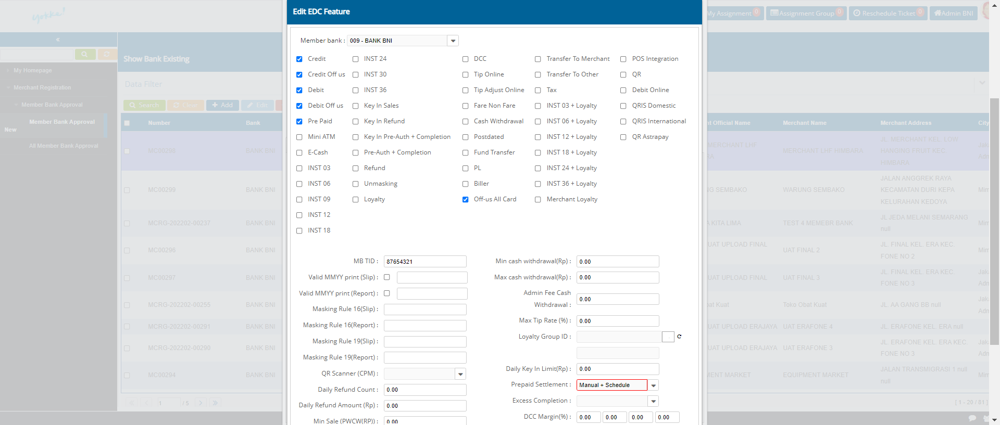 Edit EDC Feature
yokke!
My Assignment 0
Assignment Group 0
Reschedule Ticket 0
Admin BNI
My Homepage
Merchant Registration
Member Bank Approval
Member Bank Approval
New
All Member Bank Approval
Show Bank Existing
Data Filter
Search Clear Add Edit
Number Bank
MC00298 BANK BNI
MC00299 BANK BNI
MCRG-202202-00237 BANK BNI
MC00296 BANK BNI
MC00297 BANK BNI
MCRG-202202-00255 BANK BNI
MCRG-202202-00291 BANK BNI
MCRG-202202-00290 BANK BNI
MC00294 BANK BNI
1 / 5
Member bank : 009 - BANK BNI
Credit INST 24 DCC Transfer To Merchant POS Integration
Credit Off us INST 30 Tip Online Transfer To Other QR
Debit INST 36 Tip Adjust Online Tax Debit Online
Debit Off us Key In Sales Fare Non Fare INST 03 + Loyalty QRIS Domestic
Pre Paid Key In Refund Cash Withdrawal INST 06 + Loyalty QRIS International
Mini ATM Key In Pre-Auth + Completion Postdated INST 12 + Loyalty QR Astrapay
E-Cash Pre-Auth + Completion Fund Transfer INST 18 + Loyalty
INST 03 Refund PL INST 24 + Loyalty
INST 06 Unmasking Biller INST 36 + Loyalty
INST 09 Loyalty Off-us All Card Merchant Loyalty
INST 12
INST 18
MB TID : 87654321
Valid MMYY print (Slip) :
Valid MMYY print (Report) :
Masking Rule 16(Slip) :
Masking Rule 16(Report) :
Masking Rule 19(Slip) :
Masking Rule 19(Report) :
QR Scanner (CPM) :
Daily Refund Count : 0.00
Daily Refund Amount (Rp) : 0.00
Min Sale (PWCW(RP)) : 0.00
Min cash withdrawal(Rp) : 0.00
Max cash withdrawal(Rp) : 0.00
Admin Fee Cash
Withdrawal : 0.00
Max Tip Rate (%) : 0.00
Loyalty Group ID :
Daily Key In Limit(Rp) : 0.00
Prepaid Settlement : Manual + Schedule
Excess Completion :
DCC Margin(%) : 0.00 0.00 0.00 0.00
nt Official Name Merchant Name Merchant Address City
MERCHANT LHF MERCHANT LHF HIMBARA JL. MERCHANT KEL. LOW
HANGING FRUIT KEC
HIMBARA
WARUNG SEMBAKO JALAN ANGGREK RAYA
KECAMATAN DURI KEPA
KELURAHAN KEDOYA
KITA LIMA TEST 4 MEMEBR BANK JL JEDA MELANI SEMARANG
null
UAT UPLOAD FINAL UAT FINAL 2 JL. FINAL KEL. ERA KEC.
FONE NO 2
UAT UPLOAD FINAL UAT FINAL 3 JL. FINAL KEL. ERA KEC
FONE NO 3
Kuat Toko Obat Kuat JL. AA GANG BB null
UAT UPLOAD ERAJAYA UAT ERAFONE 4 JL. ERAFONE KEL. ERA null
UAT UPLOAD ERAJAYA UAT ERAFONE 3 JL. ERAFONE KEL. ERA KEC.
FONE NO 3
MENT MARKET EQUIPMENT MARKET JALAN TRANSMIGRASI 1 null
null
[ 1 - 20 / 81 ]